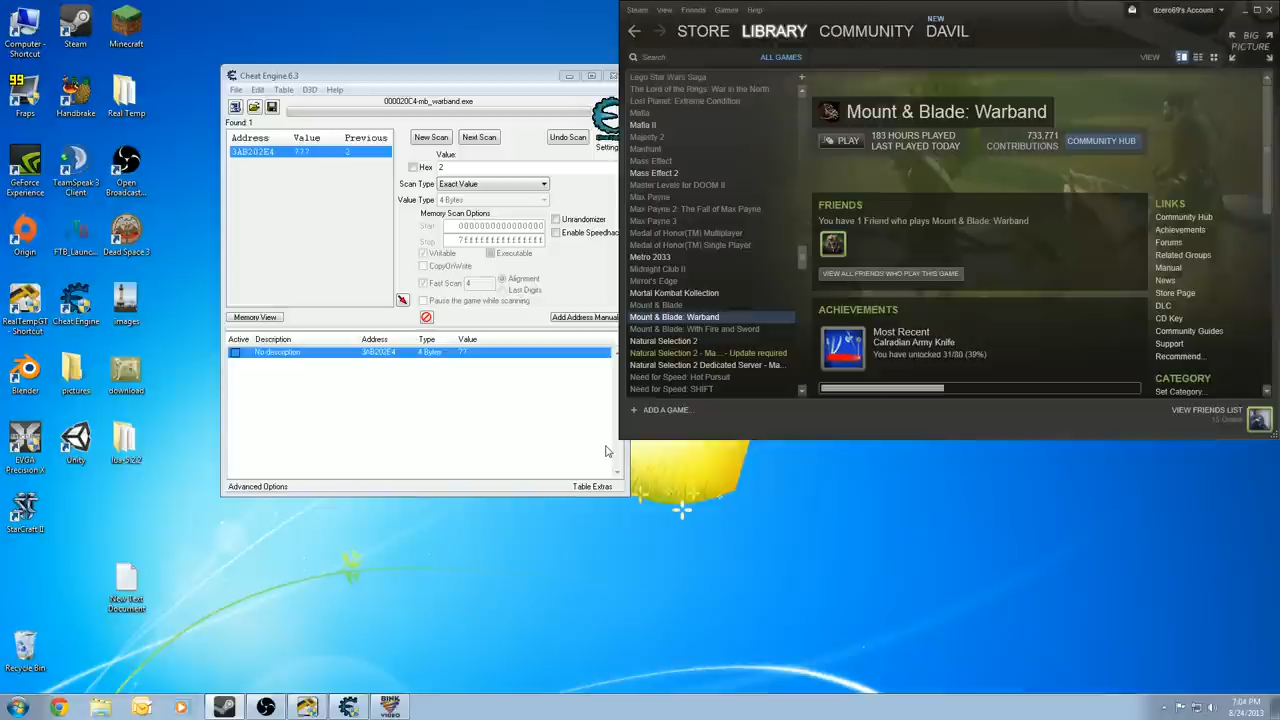 Computer - Shortcut
Steam
Minecraft
Fraps
Handbrake
Real Temp
GeForce Experience
TeamSpeak 3 Client
Open Broadcast...
Origin
FTB_Launc...
Dead Space 3
RealTempGT Shortcut
Cheat Engine
images
Blender
pictures
download
EVGA Precision X
Unity
lua-5.2.2
StarCraft II
New Text Document
Recycle Bin
Cheat Engine 6.3
File Edit Table D3D Help
000020C4-mb_warband.exe
Found: 1
Address Value Previous
3AB202E4 ??? 2
New Scan Next Scan Undo Scan
Settings
Value:
Hex 2
Scan Type Exact Value
Value Type 4 Bytes
Memory Scan Options
Start
Stop
Writable Executable
CopyOnWrite
Fast Scan 4 Alignment
Last Digits
Pause the game while scanning
Unrandomizer
Enable Speedhac
Memory View
Add Address Manual
Active Description Address Type Value
No description 3AB202E4 4 Bytes ??
Advanced Options
Table Extras
Steam View Friends Games Help
dzero69's Account
STORE LIBRARY COMMUNITY DAVIL
NEW
BIG PICTURE
Search
ALL GAMES
VIEW
Lego Star Wars Saga
The Lord of the Rings: War in the North
Lost Planet: Extreme Condition
Mafia
Mafia II
Majesty 2
Manhunt
Mass Effect
Mass Effect 2
Master Levels for DOOM II
Max Payne
Max Payne 2: The Fall of Max Payne
Max Payne 3
Medal of Honor(TM) Multiplayer
Medal of Honor(TM) Single Player
Metro 2033
Midnight Club II
Mirror's Edge
Mortal Kombat Kollection
Mount & Blade
Mount & Blade: Warband
Mount & Blade: With Fire and Sword
Natural Selection 2
Natural Selection 2 - Ma... - Update required
Natural Selection 2 Dedicated Server - Ma...
Need for Speed: Hot Pursuit
Need for Speed: SHIFT
ADD A GAME...
Mount & Blade: Warband
PLAY
183 HOURS PLAYED
LAST PLAYED TODAY
733,771
CONTRIBUTIONS
COMMUNITY HUB
FRIENDS
You have 1 Friend who plays Mount & Blade: Warband
VIEW ALL FRIENDS WHO PLAY THIS GAME
ACHIEVEMENTS
Most Recent
Calradian Army Knife
You have unlocked 31/80 (39%)
LINKS
Community Hub
Achievements
Forums
Related Groups
Manual
News
Store Page
DLC
CD Key
Community Guides
Support
Recommend...
CATEGORY
Set Category...
VIEW FRIENDS LIST
15 Online
BINK VIDEO
7:04 PM
8/24/2013